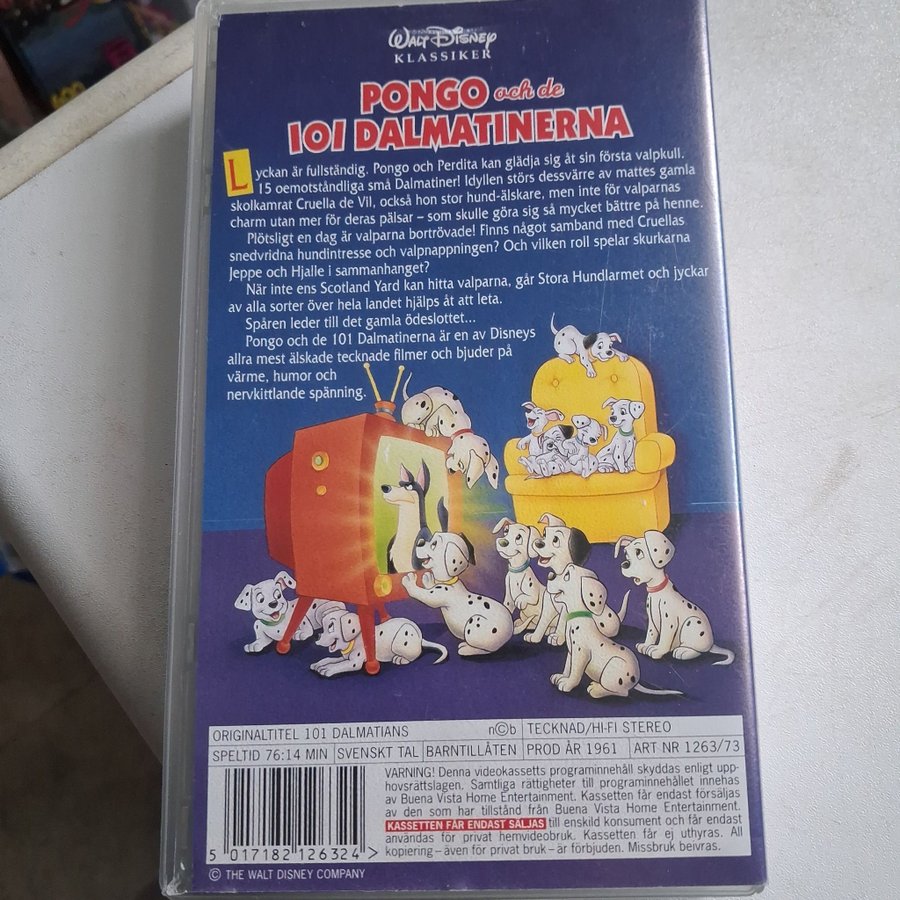 Walt Disney
KLASSIKER
PONGO och de
101 DALMATINERNA
Lyckan är fullständig. Pongo och Perdita kan glädja sig åt sin första valpkull.
15 oemotståndliga små Dalmatiner! Idyllen störs dessvärre av mattes gamla
skolkamrat Cruella de Vil, också hon stor hund-älskare, men inte för valparnas
charm utan mer för deras pälsar – som skulle göra sig så mycket bättre på henne.
Plötsligt en dag är valparna bortrövade! Finns något samband med Cruellas
snedvridna hundintresse och valpnappningen? Och vilken roll spelar skurkarna
Jeppe och Hjalle i sammanhanget?
När inte ens Scotland Yard kan hitta valparna, går Stora Hundlarmet och jyckar
av alla sorter över hela landet hjälps åt att leta.
Spåren leder till det gamla ödeslottet...
Pongo och de 101 Dalmatinerna är en av Disneys
allra mest älskade tecknade filmer och bjuder på
värme, humor och
nervkittlande spänning.
ORIGINALTITEL 101 DALMATIANS n©b TECKNAD/HI-FI STEREO
SPELTID 76:14 MIN SVENSKT TAL BARNTILLÅTEN PROD ÅR 1961 ART NR 1263/73
VARNING! Denna videokassetts programinnehåll skyddas enligt upp-
hovsrättslagen. Samtliga rättigheter till programinnehållet innehas
av Buena Vista Home Entertainment. Kassetten får endast försäljas
av den som har tillstånd från Buena Vista Home Entertainment.
KASSETTEN FÅR ENDAST SÄLJAS till enskild konsument och får endast
användas för privat hemvideobruk. Kassetten får ej uthyras. All
kopiering – även för privat bruk – är förbjuden. Missbruk beivras.
5 017182 126324 >
© THE WALT DISNEY COMPANY